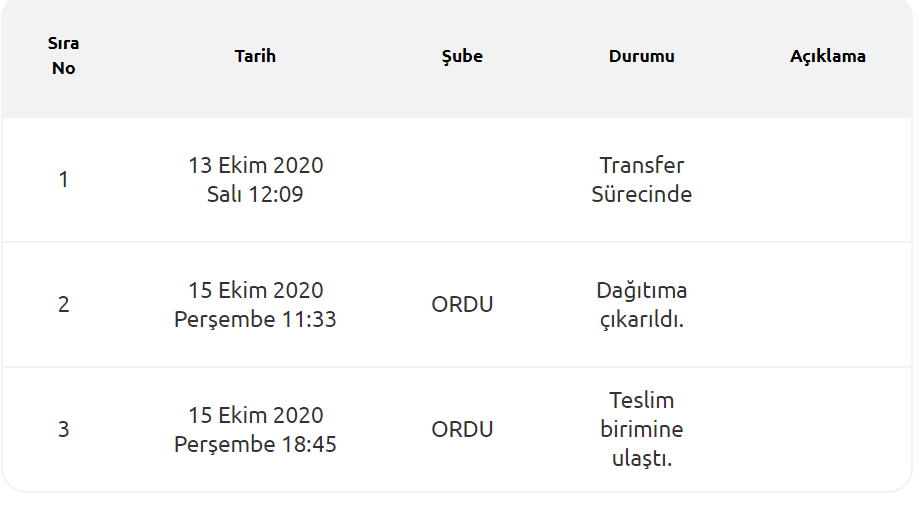 Sıra
No
Tarih
Şube
Durumu
Açıklama
1
13 Ekim 2020
Salı 12:09
Transfer
Sürecinde
2
15 Ekim 2020
Perşembe 11:33
ORDU
Dağıtıma
çıkarıldı.
3
15 Ekim 2020
Perşembe 18:45
ORDU
Teslim
birimine
ulaştı.